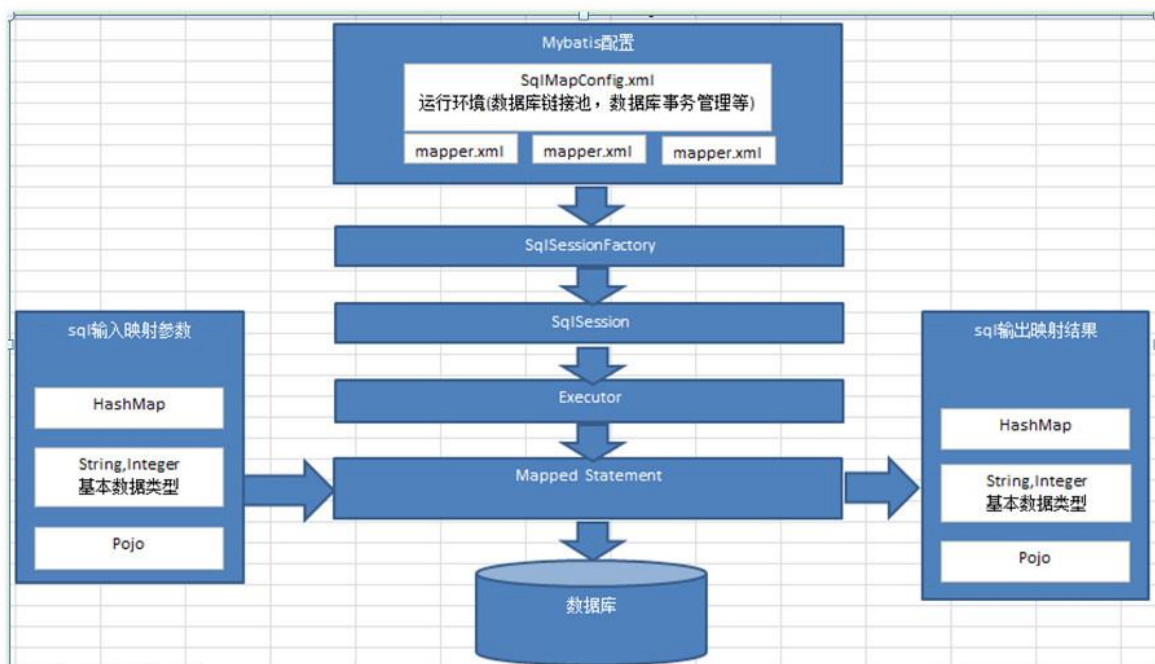 Mybatis配置
SqlMapConfig.xml
运行环境(数据库链接池，数据库事务管理等)
mapper.xml
mapper.xml
mapper.xml
SqlSessionFactory
SqlSession
Executor
Mapped Statement
数据库
sql输入映射参数
HashMap
String,Integer
基本数据类型
Pojo
sql输出映射结果
HashMap
String,Integer
基本数据类型
Pojo